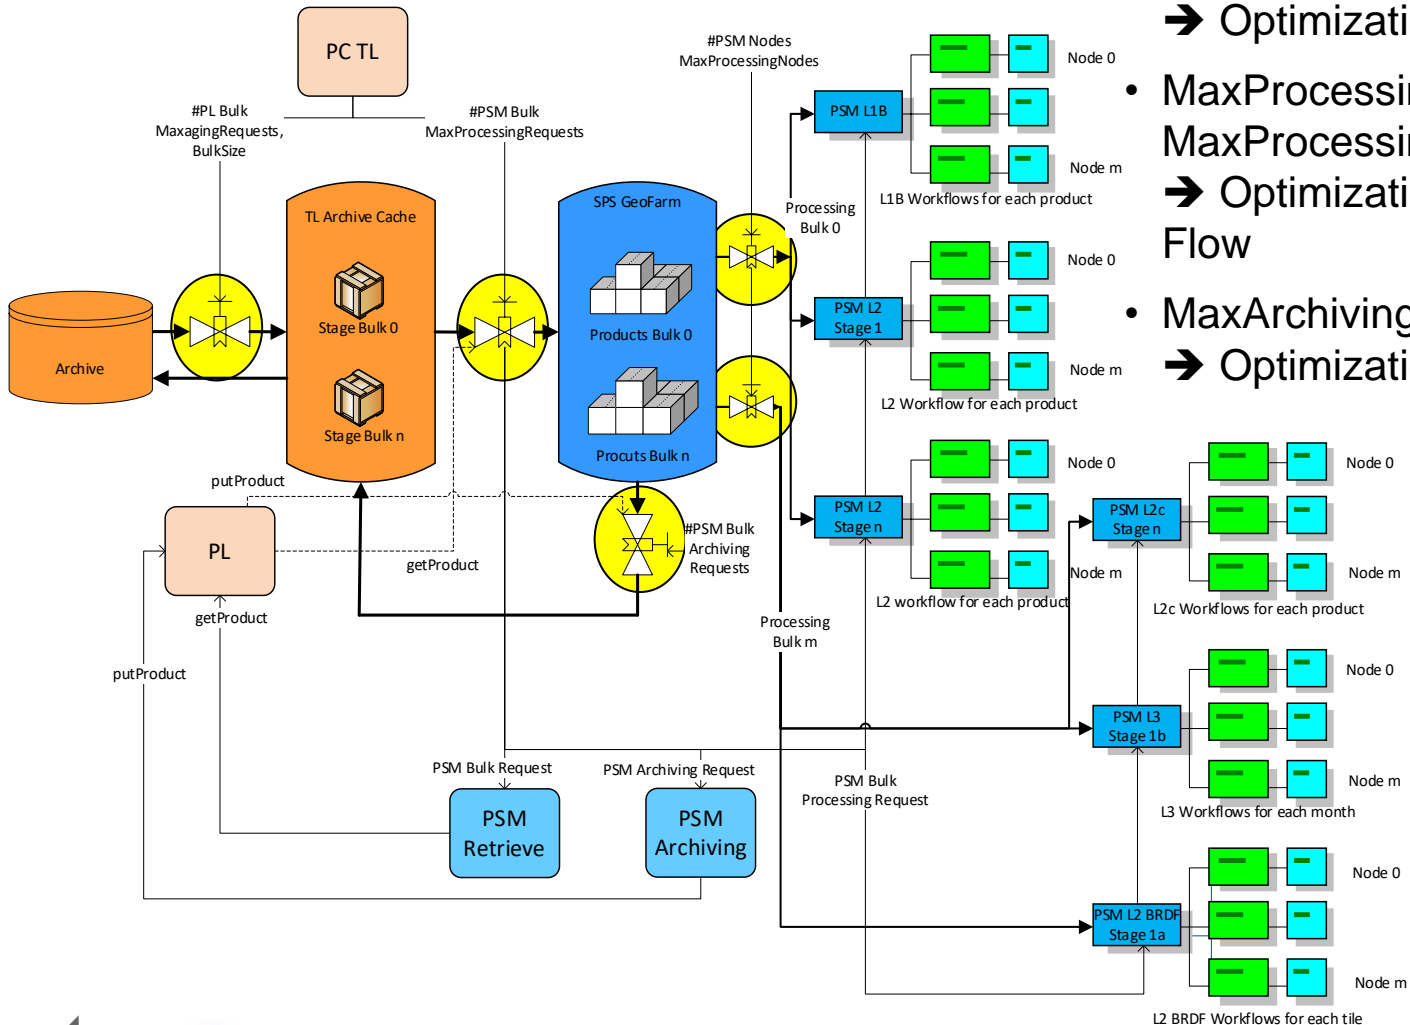 PC TL
#PL Bulk
MaxagingRequests,
BulkSize
#PSM Bulk
MaxProcessingRequests
#PSM Nodes
MaxProcessingNodes
TL Archive Cache
Stage Bulk 0
Stage Bulk n
SPS GeoFarm
Products Bulk 0
Procuts Bulk n
Archive
Processing
Bulk 0
PSM L1B
Node 0
Node m
L1B Workflows for each product
PSM L2
Stage 1
Node 0
Node m
L2 Workflow for each product
PSM L2
Stage n
Node 0
Node m
L2 workflow for each product
putProduct
PL
getProduct
#PSM Bulk
Archiving
Requests
getProduct
putProduct
Processing
Bulk m
PSM L2c
Stage n
Node 0
Node m
L2c Workflows for each product
PSM L3
Stage 1b
Node 0
Node m
L3 Workflows for each month
PSM Bulk Request
PSM Archiving Request
PSM Bulk
Processing Request
PSM
Retrieve
PSM
Archiving
PSM L2 BRDF
Stage 1a
Node 0
Node m
L2 BRDF Workflows for each tile
➔ Optimizati
• MaxProcessin
MaxProcessin
➔ Optimizati
Flow
• MaxArchiving
➔ Optimizati